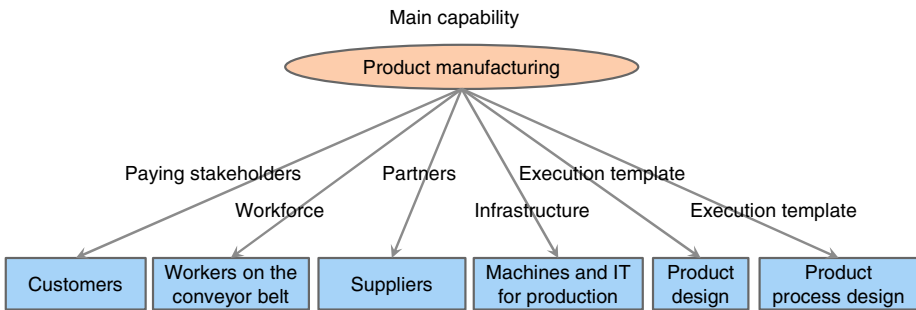 Main capability
Product manufacturing
Paying stakeholders
Partners
Execution template
Workforce
Infrastructure
Execution template
Customers
Workers on the
conveyor belt
Suppliers
Machines and IT
for production
Product
design
Product
process design